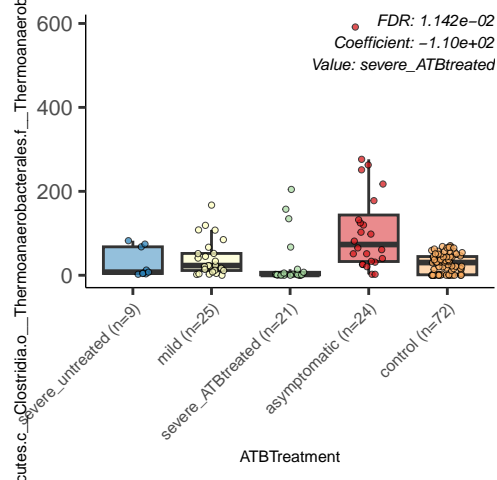 FDR: 1.142e−02
Coefficient: −1.10e+02
Value: severe_ATBtreated
600
400
200
0
cutes.c__Clostridia.o__Thermoanaerobacterales.f__Thermoanaerob
severe_untreated (n=9)
mild (n=25)
severe_ATBtreated (n=21)
asymptomatic (n=24)
control (n=72)
ATBTreatment